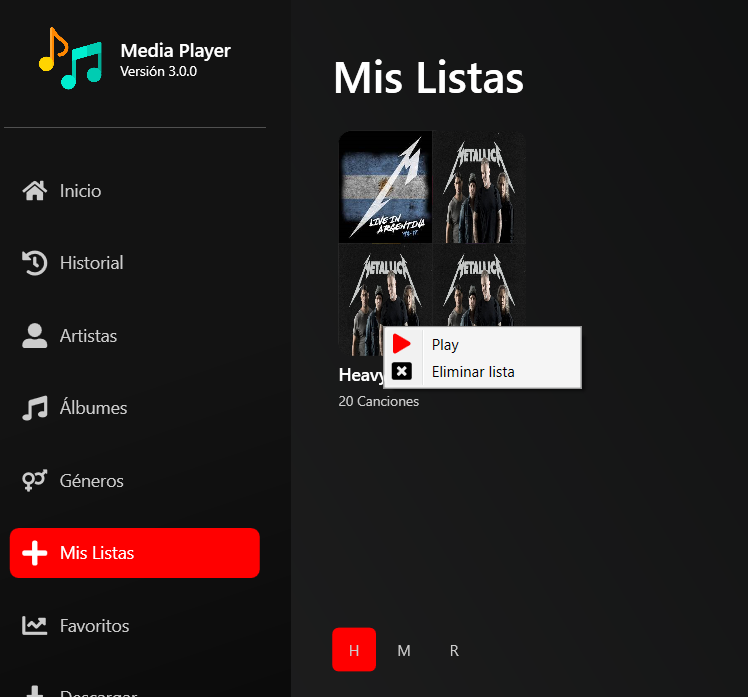 Media Player
Versión 3.0.0
Inicio
Historial
Artistas
Álbumes
Géneros
Mis Listas
Favoritos
Descargar
Mis Listas
LIVE IN
ARGENTINA
METALLICA
METALLICA
METALLICA
Play
Eliminar lista
Heavy
20 Canciones
H M R